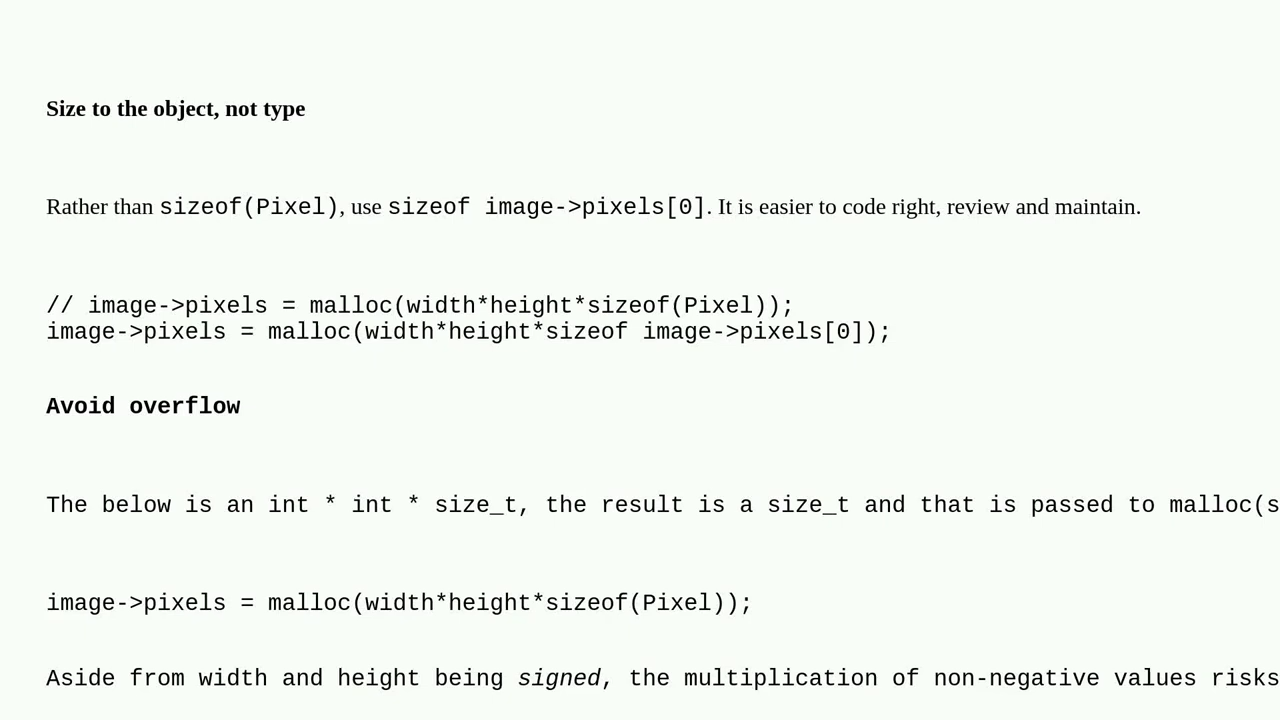 Size to the object, not type
Rather than sizeof(Pixel), use sizeof image->pixels[0]. It is easier to code right, review and maintain.
// image->pixels = malloc(width*height*sizeof(Pixel));
image->pixels = malloc(width*height*sizeof image->pixels[0]);
Avoid overflow
The below is an int * int * size_t, the result is a size_t and that is passed to malloc(s
image->pixels = malloc(width*height*sizeof(Pixel));
Aside from width and height being signed, the multiplication of non-negative values risks